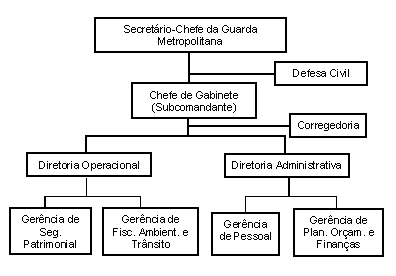 Secretário-Chefe da Guarda
Metropolitana
Defesa Civil
Chefe de Gabinete
(Subcomandante)
Corregedoria
Diretoria Operacional
Diretoria Administrativa
Gerência de
Seg.
Patrimonial
Gerência de
Fisc. Ambient. e
Trânsito
Gerência
de Pessoal
Gerência de
Plan. Orçam. e
Finanças